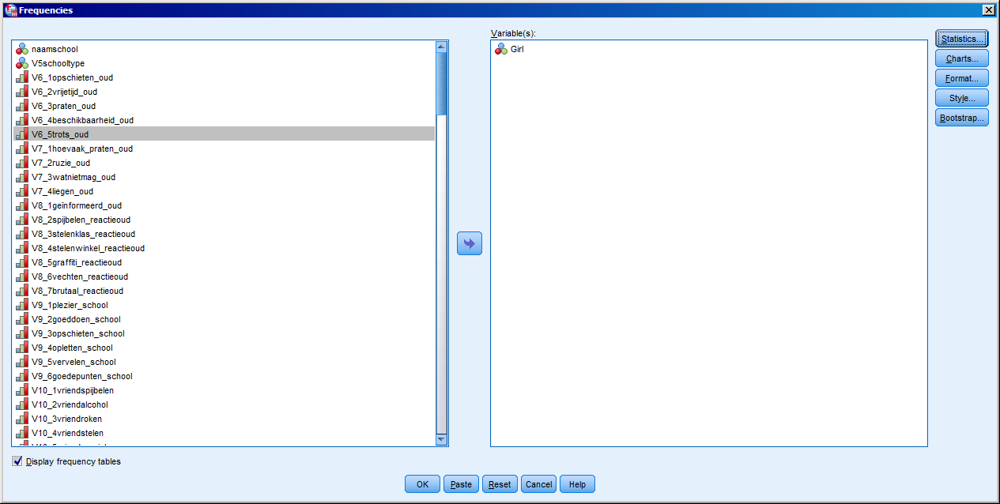 Frequencies
naamschool
V5schooltype
V6_1opschieten_oud
V6_2vrijetijd_oud
V6_3praten_oud
V6_4beschikbaarheid_oud
V6_5trots_oud
V7_1hoevaak_praten_oud
V7_2ruzie_oud
V7_3watnietmag_oud
V7_4liegen_oud
V8_1geïnformeerd_oud
V8_2spijbelen_reactieoud
V8_3stelenklas_reactieoud
V8_4stelenwinkel_reactieoud
V8_5graffiti_reactieoud
V8_6vechten_reactieoud
V8_7brutaal_reactieoud
V9_1plezier_school
V9_2goeddoen_school
V9_3opschieten_school
V9_4opletten_school
V9_5vervelen_school
V9_6goedepunten_school
V10_1vriendspijbelen
V10_2vriendalcohol
V10_3vriendroken
V10_4vriendstelen
Variable(s):
Girl
Statistics...
Charts...
Format...
Style...
Bootstrap...
Display frequency tables
OK Paste Reset Cancel Help